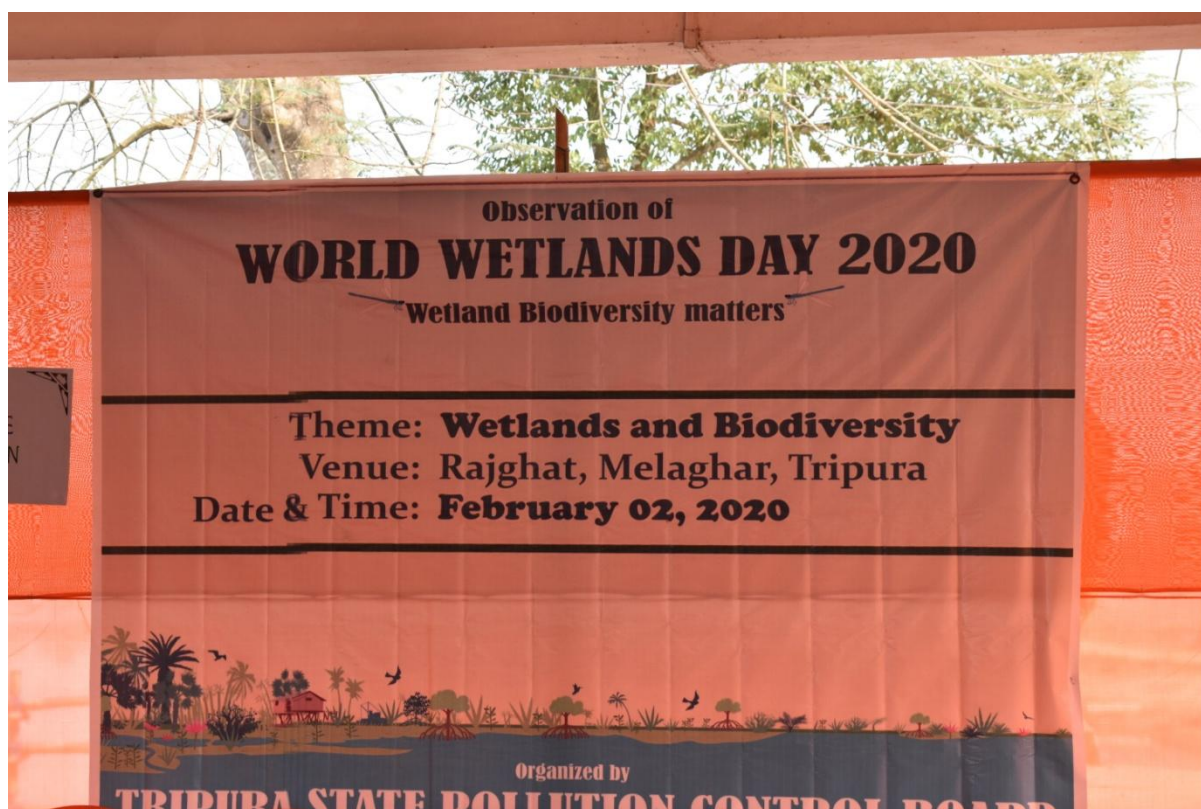 Observation of
WORLD WETLANDS DAY 2020
Wetland Biodiversity matters
Theme: Wetlands and Biodiversity
Venue: Rajghat, Melaghar, Tripura
Date & Time: February 02, 2020
Organized by
TRIPURA STATE POLLUTION CONTROL BOARD